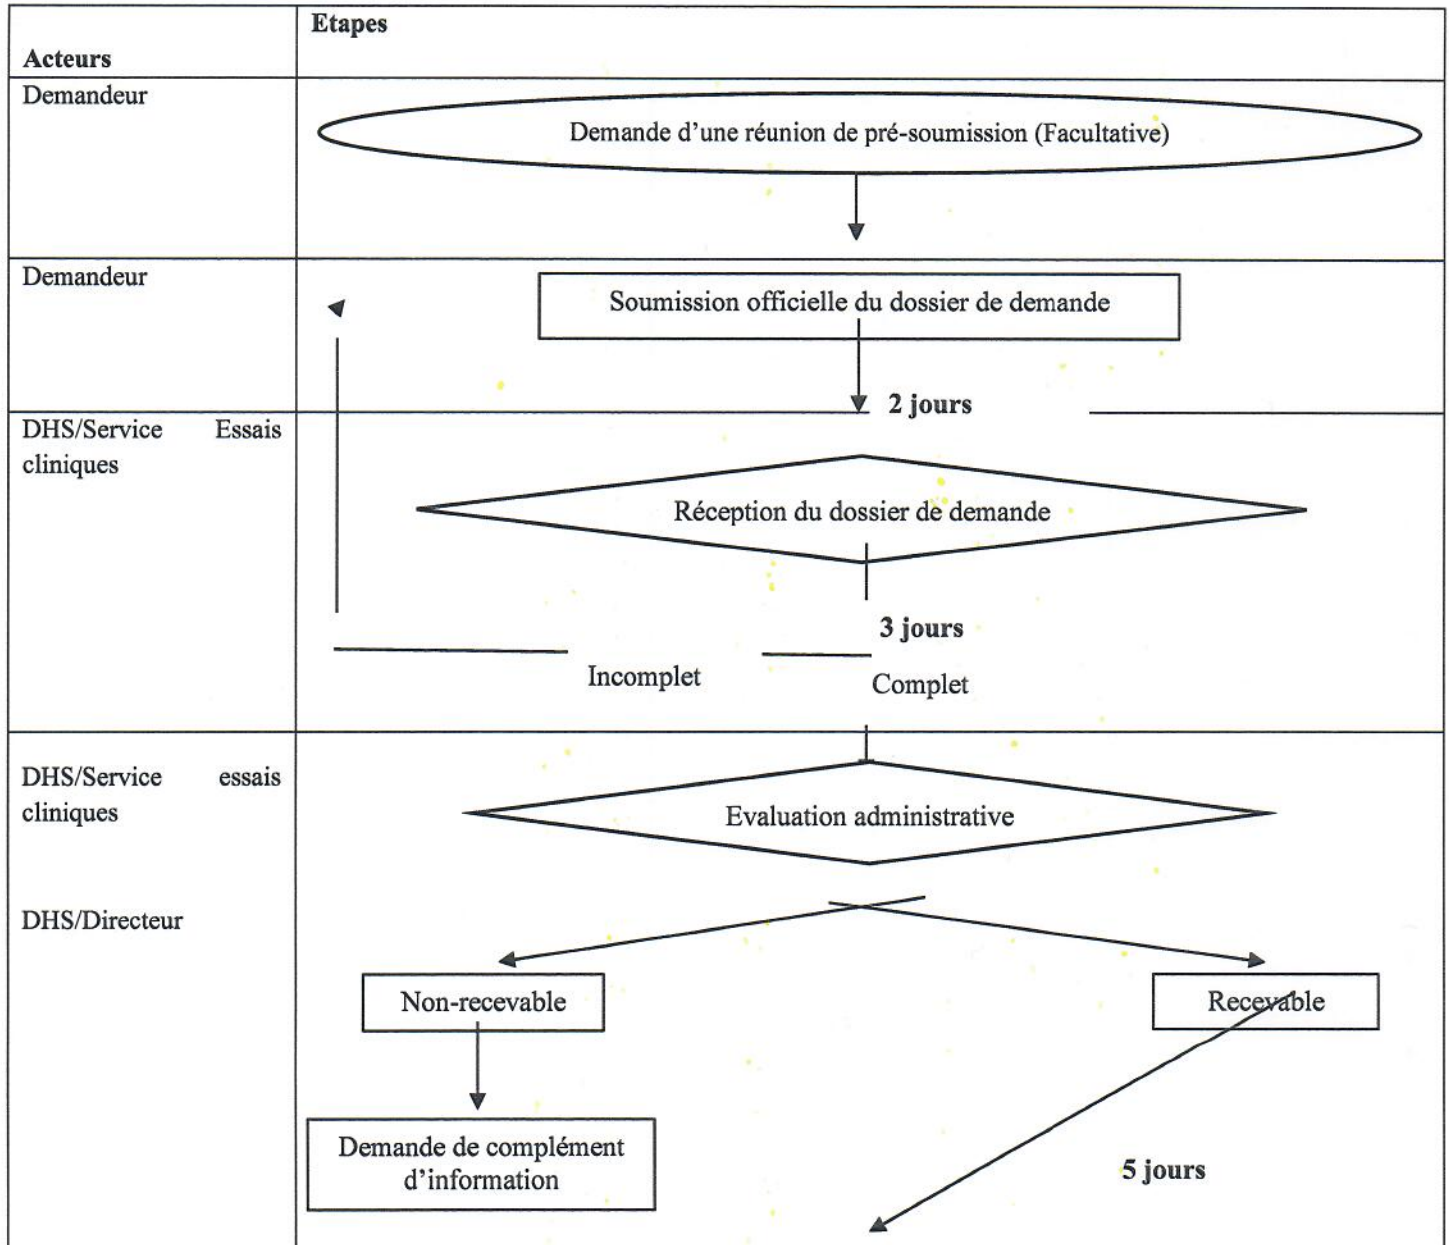 Etapes
Acteurs
Demandeur
Demande d’une réunion de pré-soumission (Facultative)
Demandeur
Soumission officielle du dossier de demande
2 jours
DHS/Service Essais
cliniques
Réception du dossier de demande
3 jours
Incomplet
Complet
DHS/Service essais
cliniques
Evaluation administrative
DHS/Directeur
Non-recevable
Recevable
Demande de complément
d’information
5 jours